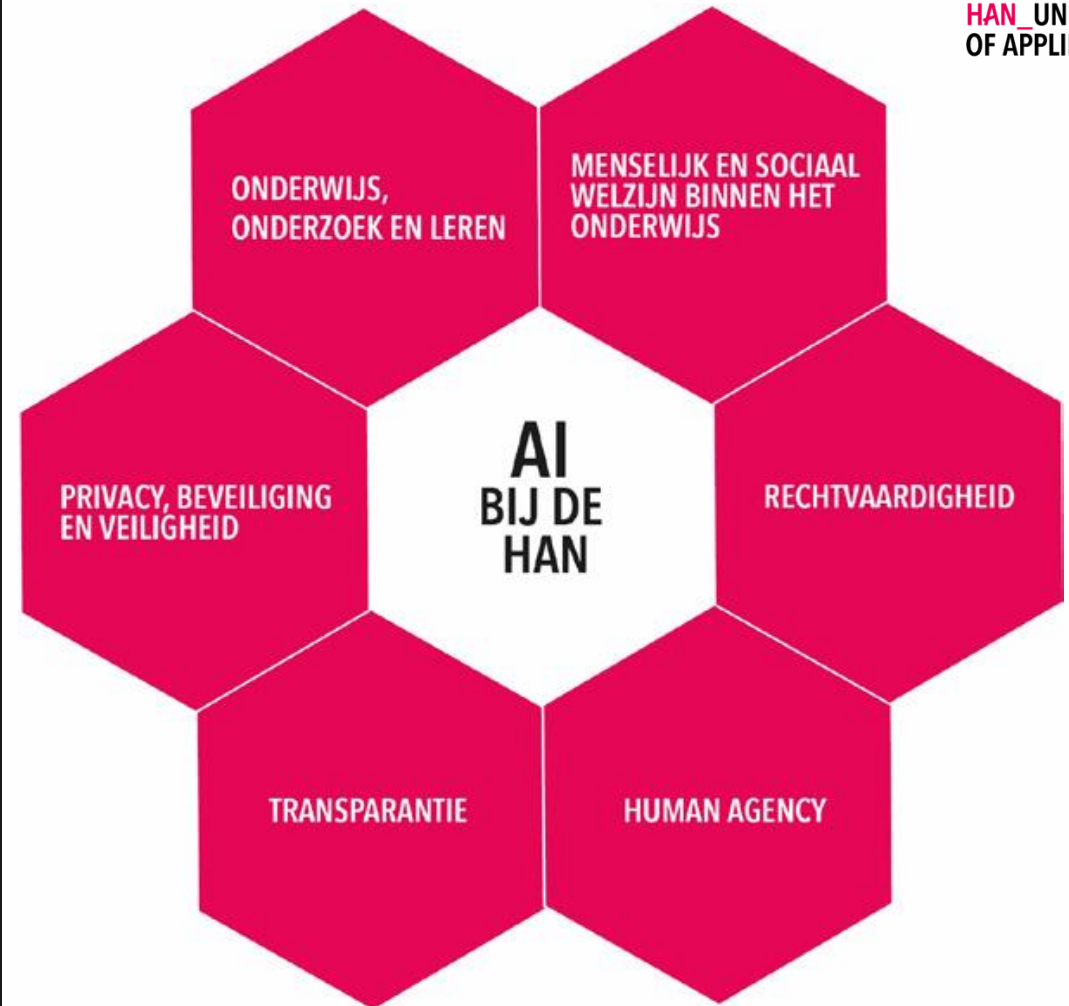 HAN_UN
OF APPLI
ONDERWIJS,
ONDERZOEK EN LEREN
MENSELIJK EN SOCIAAL
WELZIJN BINNEN HET
ONDERWIJS
PRIVACY, BEVEILIGING
EN VEILIGHEID
AI
BIJ DE
HAN
RECHTVAARDIGHEID
TRANSPARANTIE
HUMAN AGENCY